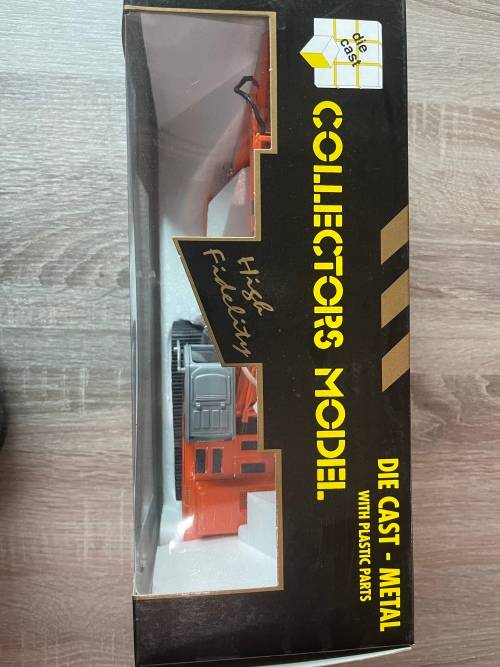 die
cast
COLLECTORS MODEL
High
Fidelity
DIE CAST - METAL
WITH PLASTIC PARTS